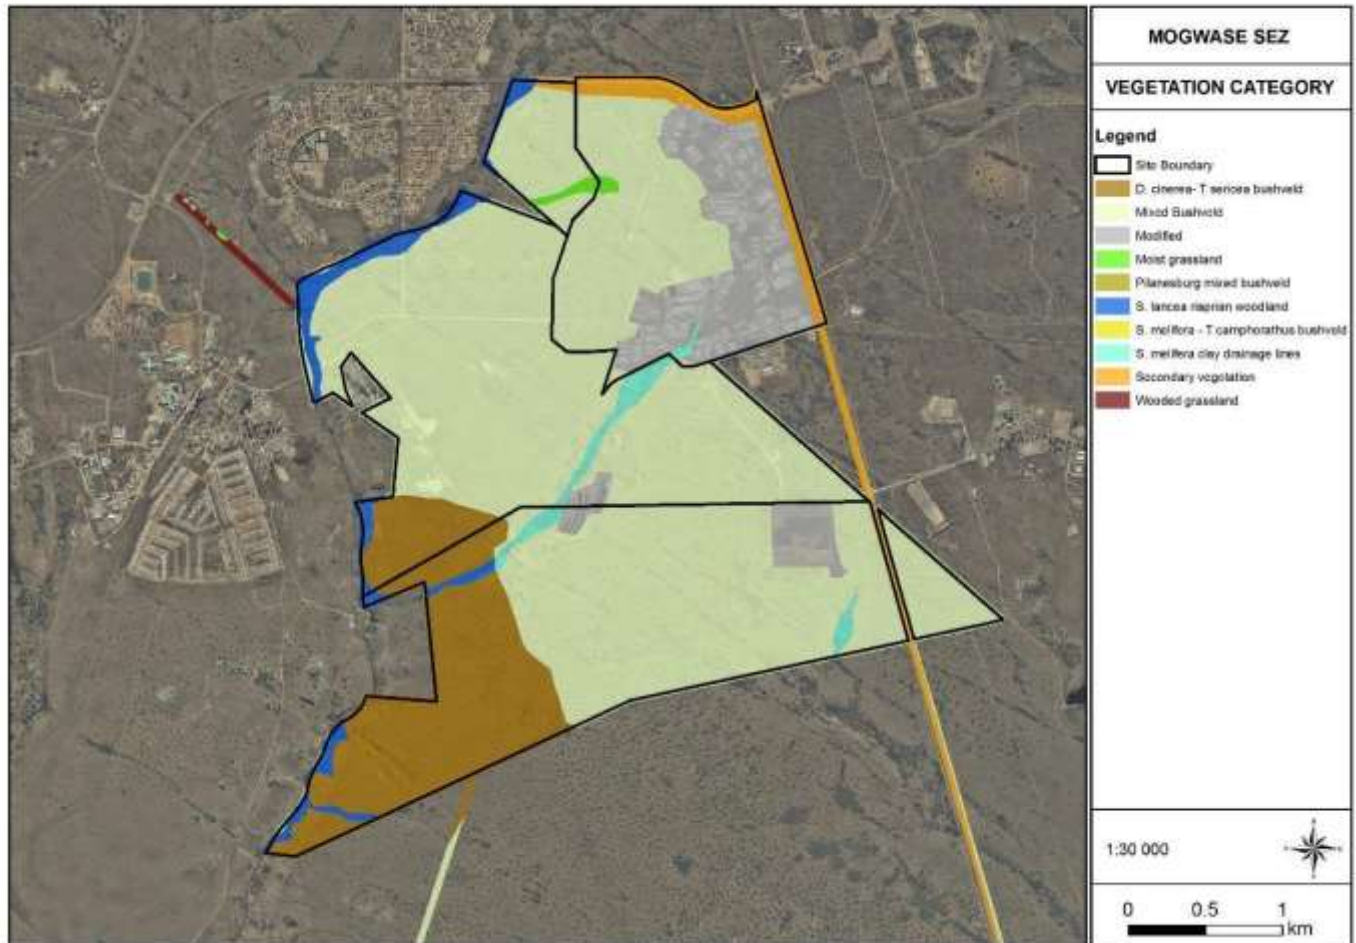 MOGWASE SEZ
VEGETATION CATEGORY
Legend
Site Boundary
D. cinerea- T sericea bushveld
Mixed Bushveld
Modified
Moist grassland
Pilanesburg mixed bushveld
S. lancea riaprian woodland
S. mellifera - T camphorathus bushveld
S. mellifera clay drainage lines
Secondary vegetation
Wooded grassland
1:30 000
0 0.5 1
km